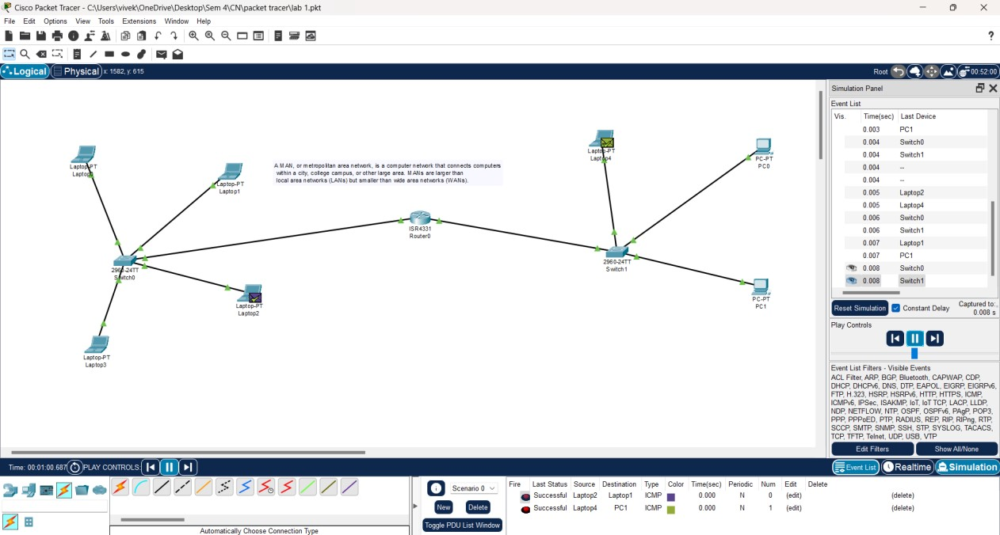 Cisco Packet Tracer - C:\Users\vivek\OneDrive\Desktop\Sem 4\CN\packet tracer\lab 1.pkt
File Edit Options View Tools Extensions Window Help
Logical Physical x: 1582, y: 615
Root 00:52:00
Laptop-PT
Laptop1
A MAN, or metropolitan area network, is a computer network that connects computers
within a city, college campus, or other large area. MANs are larger than
local area networks (LANs) but smaller than wide area networks (WANs).
Laptop-PT
Laptop4
PC-PT
PC0
ISR4331
Router0
2960-24TT
Switch0
2960-24TT
Switch1
Laptop-PT
Laptop2
PC-PT
PC1
Laptop-PT
Laptop3
Simulation Panel
Event List
Vis. Time(sec) Last Device
0.003 PC1
0.004 Switch0
0.004 Switch1
0.004 --
0.004 --
0.005 Laptop2
0.005 Laptop4
0.006 Switch0
0.006 Switch1
0.007 Laptop1
0.007 PC1
0.008 Switch0
0.008 Switch1
Reset Simulation Constant Delay Captured to:
0.008 s
Play Controls
Event List Filters - Visible Events
ACL Filter, ARP, BGP, Bluetooth, CAPWAP, CDP,
DHCP, DHCPv6, DNS, DTP, EAPOL, EIGRP, EIGRPv6,
FTP, H.323, HSRP, HSRPv6, HTTP, HTTPS, ICMP,
ICMPv6, IPSec, ISAKMP, IoT, IoT TCP, LACP, LLDP,
NDP, NETFLOW, NTP, OSPF, OSPFv6, PAgP, POP3,
PPP, PPPoED, PTP, RADIUS, REP, RIP, RIPng, RTP,
SCCP, SMTP, SNMP, SSH, STP, SYSLOG, TACACS,
TCP, TFTP, Telnet, UDP, USB, VTP
Edit Filters Show All/None
Time: 00:01:00.687 PLAY CONTROLS:
Event List Realtime Simulation
Automatically Choose Connection Type
Scenario 0
New Delete
Toggle PDU List Window
Fire Last Status Source Destination Type Color Time(sec) Periodic Num Edit Delete
Successful Laptop2 Laptop1 ICMP 0.000 N 0 (edit) (delete)
Successful Laptop4 PC1 ICMP 0.000 N 1 (edit) (delete)